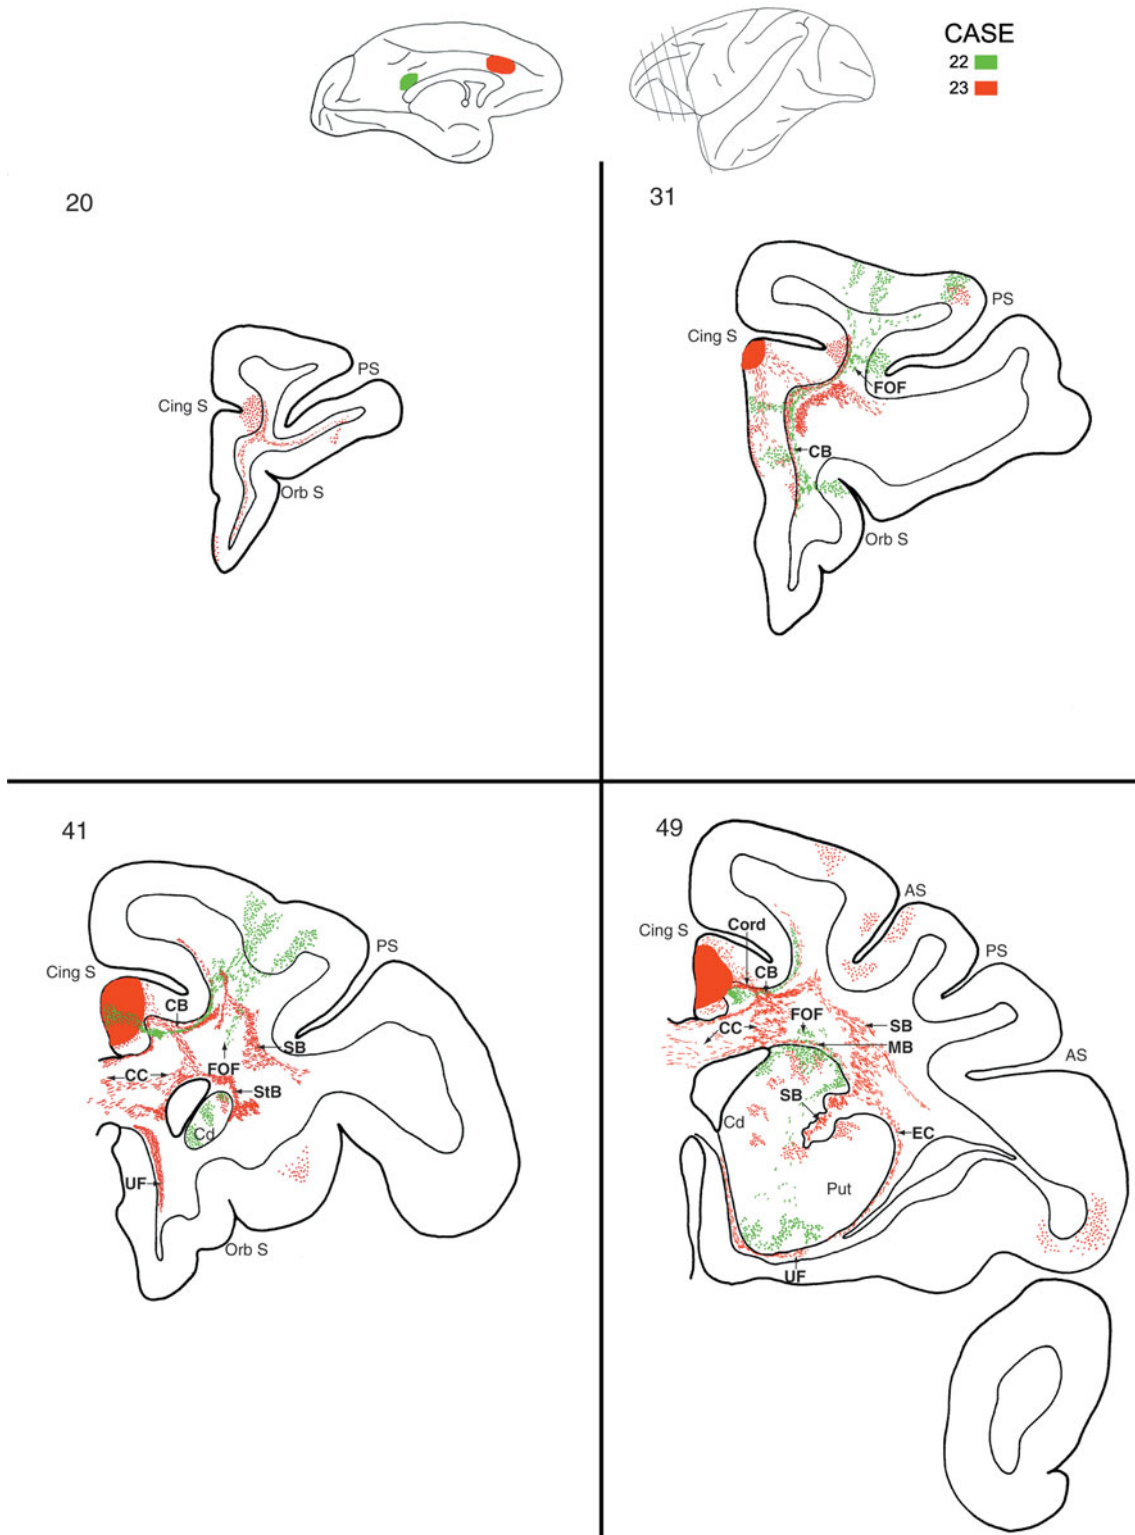 CASE
22
23
20
PS
Cing S
Orb S
31
PS
Cing S
FOF
CB
Orb S
41
PS
Cing S
CB
FOF
SB
CC
StB
Cd
UF
Orb S
49
AS
Cord
Cing S
PS
CB
FOF
CC
SB
MB
AS
SB
Cd
EC
Put
UF